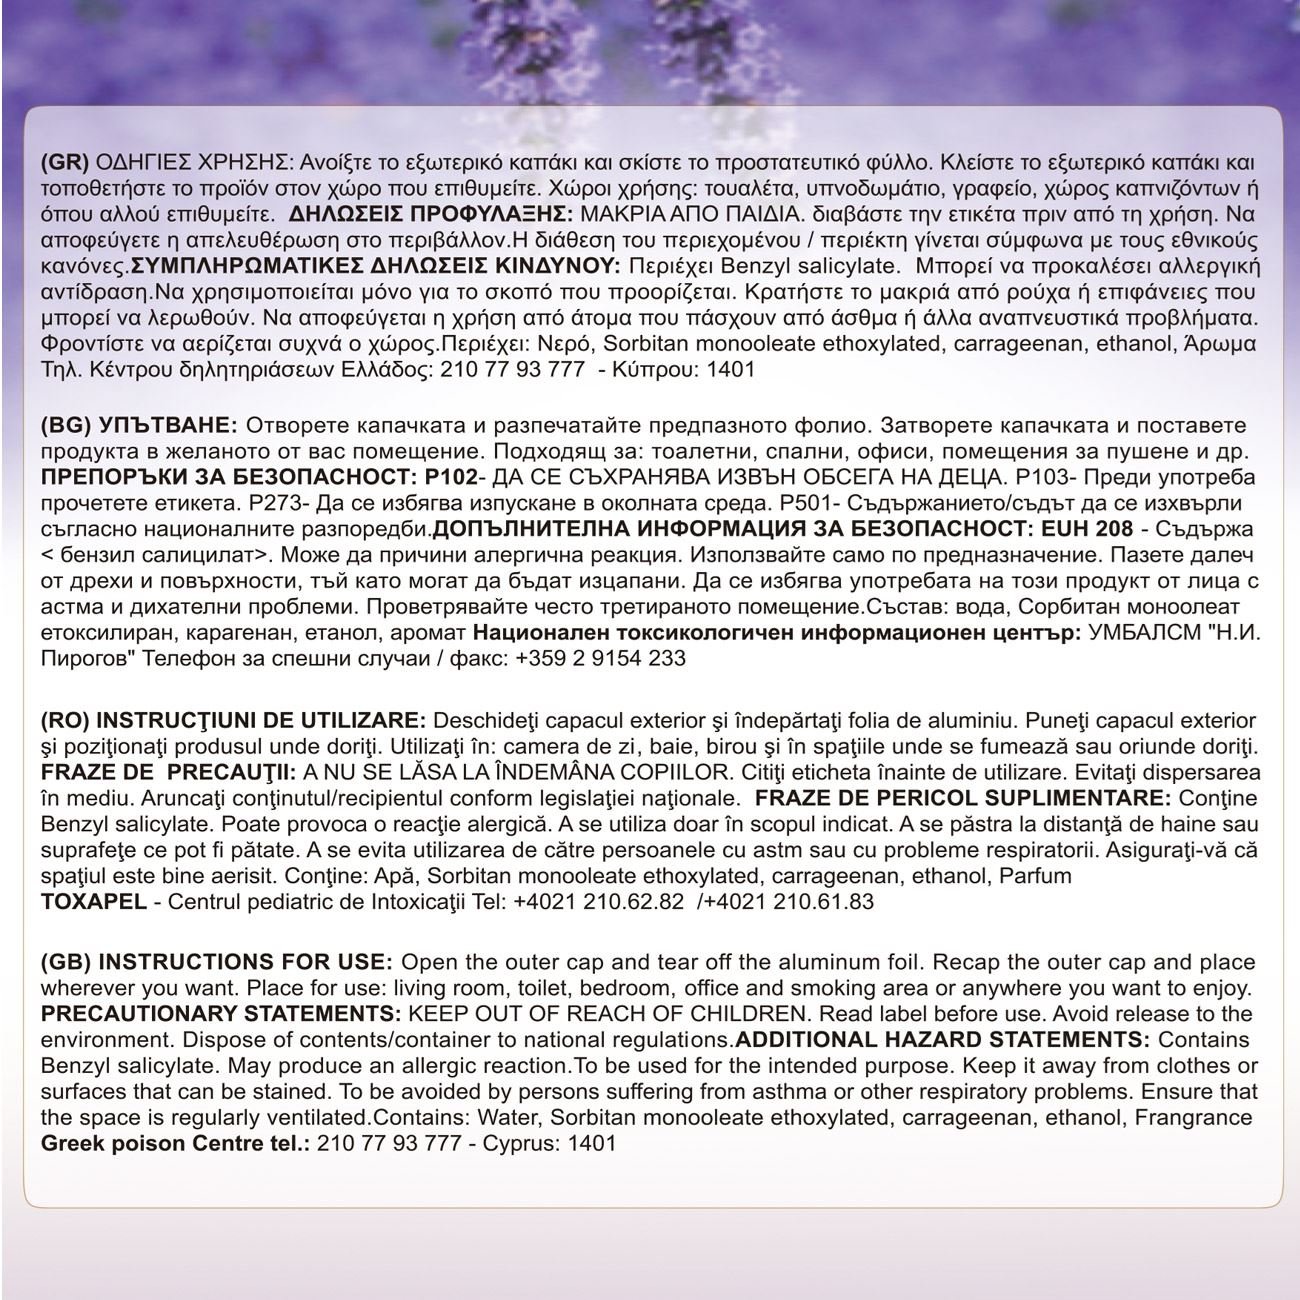 (GR) ΟΔΗΓΙΕΣ ΧΡΗΣΗΣ: Ανοίξτε το εξωτερικό καπάκι και σκίστε το προστατευτικό φύλλο. Κλείστε το εξωτερικό καπάκι και
τοποθετήστε το προϊόν στον χώρο που επιθυμείτε. Χώροι χρήσης: τουαλέτα, υπνοδωμάτιο, γραφείο, χώρος καπνιζόντων ή
όπου αλλού επιθυμείτε. ΔΗΛΩΣΕΙΣ ΠΡΟΦΥΛΑΞΗΣ: ΜΑΚΡΙΑ ΑΠΟ ΠΑΙΔΙΑ. διαβάστε την ετικέτα πριν από τη χρήση. Να
αποφεύγετε η απελευθέρωση στο περιβάλλον.Η διάθεση του περιεχομένου / περιέκτη γίνεται σύμφωνα με τους εθνικούς
κανόνες.ΣΥΜΠΛΗΡΩΜΑΤΙΚΕΣ ΔΗΛΩΣΕΙΣ ΚΙΝΔΥΝΟΥ: Περιέχει Benzyl salicylate. Μπορεί να προκαλέσει αλλεργική
αντίδραση.Να χρησιμοποιείται μόνο για το σκοπό που προορίζεται. Κρατήστε το μακριά από ρούχα ή επιφάνειες που
μπορεί να λερωθούν. Να αποφεύγεται η χρήση από άτομα που πάσχουν από άσθμα ή άλλα αναπνευστικά προβλήματα.
Φροντίστε να αερίζεται συχνά ο χώρος.Περιέχει: Νερό, Sorbitan monooleate ethoxylated, carrageenan, ethanol, Άρωμα
Τηλ. Κέντρου δηλητηριάσεων Ελλάδος: 210 77 93 777 - Κύπρου: 1401
(BG) УПЪТВАНЕ: Отворете капачката и разпечатайте предпазното фолио. Затворете капачката и поставете
продукта в желаното от вас помещение. Подходящ за: тоалетни, спални, офиси, помещения за пушене и др.
ПРЕПОРЪКИ ЗА БЕЗОПАСНОСТ: P102- ДА СЕ СЪХРАНЯВА ИЗВЪН ОБСЕГА НА ДЕЦА. P103- Преди употреба
прочетете етикета. P273- Да се избягва изпускане в околната среда. P501- Съдържанието/съдът да се изхвърли
съгласно националните разпоредби.ДОПЪЛНИТЕЛНА ИНФОРМАЦИЯ ЗА БЕЗОПАСНОСТ: EUH 208 - Съдържа
< бензил салицилат>. Може да причини алергична реакция. Използвайте само по предназначение. Пазете далеч
от дрехи и повърхности, тъй като могат да бъдат изцапани. Да се избягва употребата на този продукт от лица с
астма и дихателни проблеми. Проветрявайте често третираното помещение.Състав: вода, Сорбитан моноолеат
етоксилиран, карагенан, етанол, аромат Национален токсикологичен информационен център: УМБАЛСМ "Н.И.
Пирогов" Телефон за спешни случаи / факс: +359 2 9154 233
(RO) INSTRUCŢIUNI DE UTILIZARE: Deschideţi capacul exterior şi îndepărtaţi folia de aluminiu. Puneţi capacul exterior
şi poziţionaţi produsul unde doriţi. Utilizaţi în: camera de zi, baie, birou şi în spaţiile unde se fumează sau oriunde doriţi.
FRAZE DE PRECAUŢII: A NU SE LĂSA LA ÎNDEMÂNA COPIILOR. Citiţi eticheta înainte de utilizare. Evitaţi dispersarea
în mediu. Aruncaţi conţinutul/recipientul conform legislaţiei naţionale. FRAZE DE PERICOL SUPLIMENTARE: Conţine
Benzyl salicylate. Poate provoca o reacţie alergică. A se utiliza doar în scopul indicat. A se păstra la distanţă de haine sau
suprafeţe ce pot fi pătate. A se evita utilizarea de către persoanele cu astm sau cu probleme respiratorii. Asiguraţi-vă că
spaţiul este bine aerisit. Conţine: Apă, Sorbitan monooleate ethoxylated, carrageenan, ethanol, Parfum
TOXAPEL - Centrul pediatric de Intoxicaţii Tel: +4021 210.62.82 /+4021 210.61.83
(GB) INSTRUCTIONS FOR USE: Open the outer cap and tear off the aluminum foil. Recap the outer cap and place
wherever you want. Place for use: living room, toilet, bedroom, office and smoking area or anywhere you want to enjoy.
PRECAUTIONARY STATEMENTS: KEEP OUT OF REACH OF CHILDREN. Read label before use. Avoid release to the
environment. Dispose of contents/container to national regulations.ADDITIONAL HAZARD STATEMENTS: Contains
Benzyl salicylate. May produce an allergic reaction.To be used for the intended purpose. Keep it away from clothes or
surfaces that can be stained. To be avoided by persons suffering from asthma or other respiratory problems. Ensure that
the space is regularly ventilated.Contains: Water, Sorbitan monooleate ethoxylated, carrageenan, ethanol, Frangrance
Greek poison Centre tel.: 210 77 93 777 - Cyprus: 1401